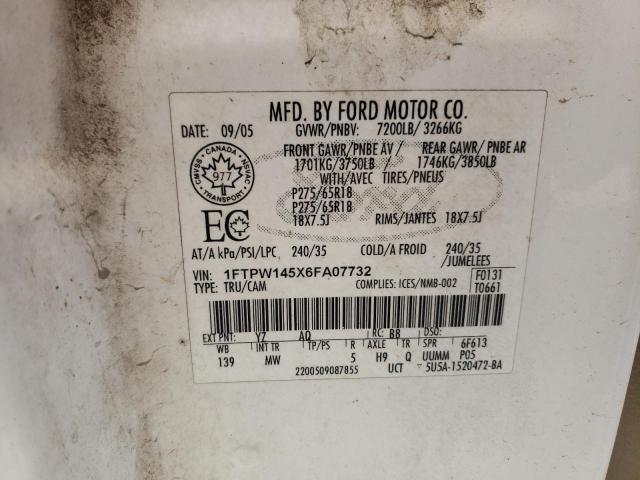 MFD. BY FORD MOTOR CO.
DATE: 09/05 GVWR/PNBV: 7200LB/ 3266KG
FRONT GAWR/PNBE AV / REAR GAWR/ PNBE AR
1701KG/3750LB 1746KG/3850LB
WITH/AVEC TIRES/PNEUS
CMVSS · CANADA · NSVAC
977
TRANSPORT
P275/65R18
P275/65R18
18X7.5J RIMS/JANTES 18X7.5J
EC
AT/A kPa/PSI/LPC 240/35 COLD/A FROID 240/35
/JUMELEES
VIN: 1FTPW145X6FA07732 F0131
TYPE: TRU/CAM COMPLIES: ICES/NMB-002 T0661
EXT PNT: YZ AQ RC: BB DSO:
WB INT TR TP/PS R AXLE TR SPR 6F613
139 MW 5 H9 Q UUMM P05
2200509087855 UCT 5U5A-1520472-BA